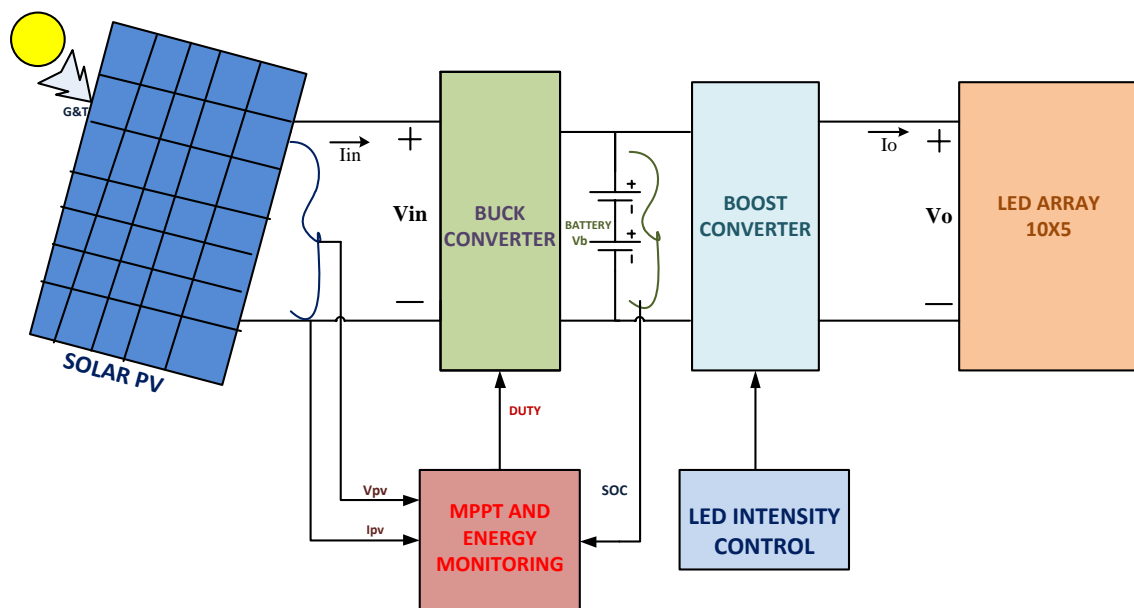 G&T
SOLAR PV
Iin
+
Vin
—
BUCK
CONVERTER
BATTERY
Vb
+
-
+
-
BOOST
CONVERTER
Io
+
Vo
—
LED ARRAY
10X5
DUTY
Vpv
Ipv
MPPT AND
ENERGY
MONITORING
SOC
LED INTENSITY
CONTROL